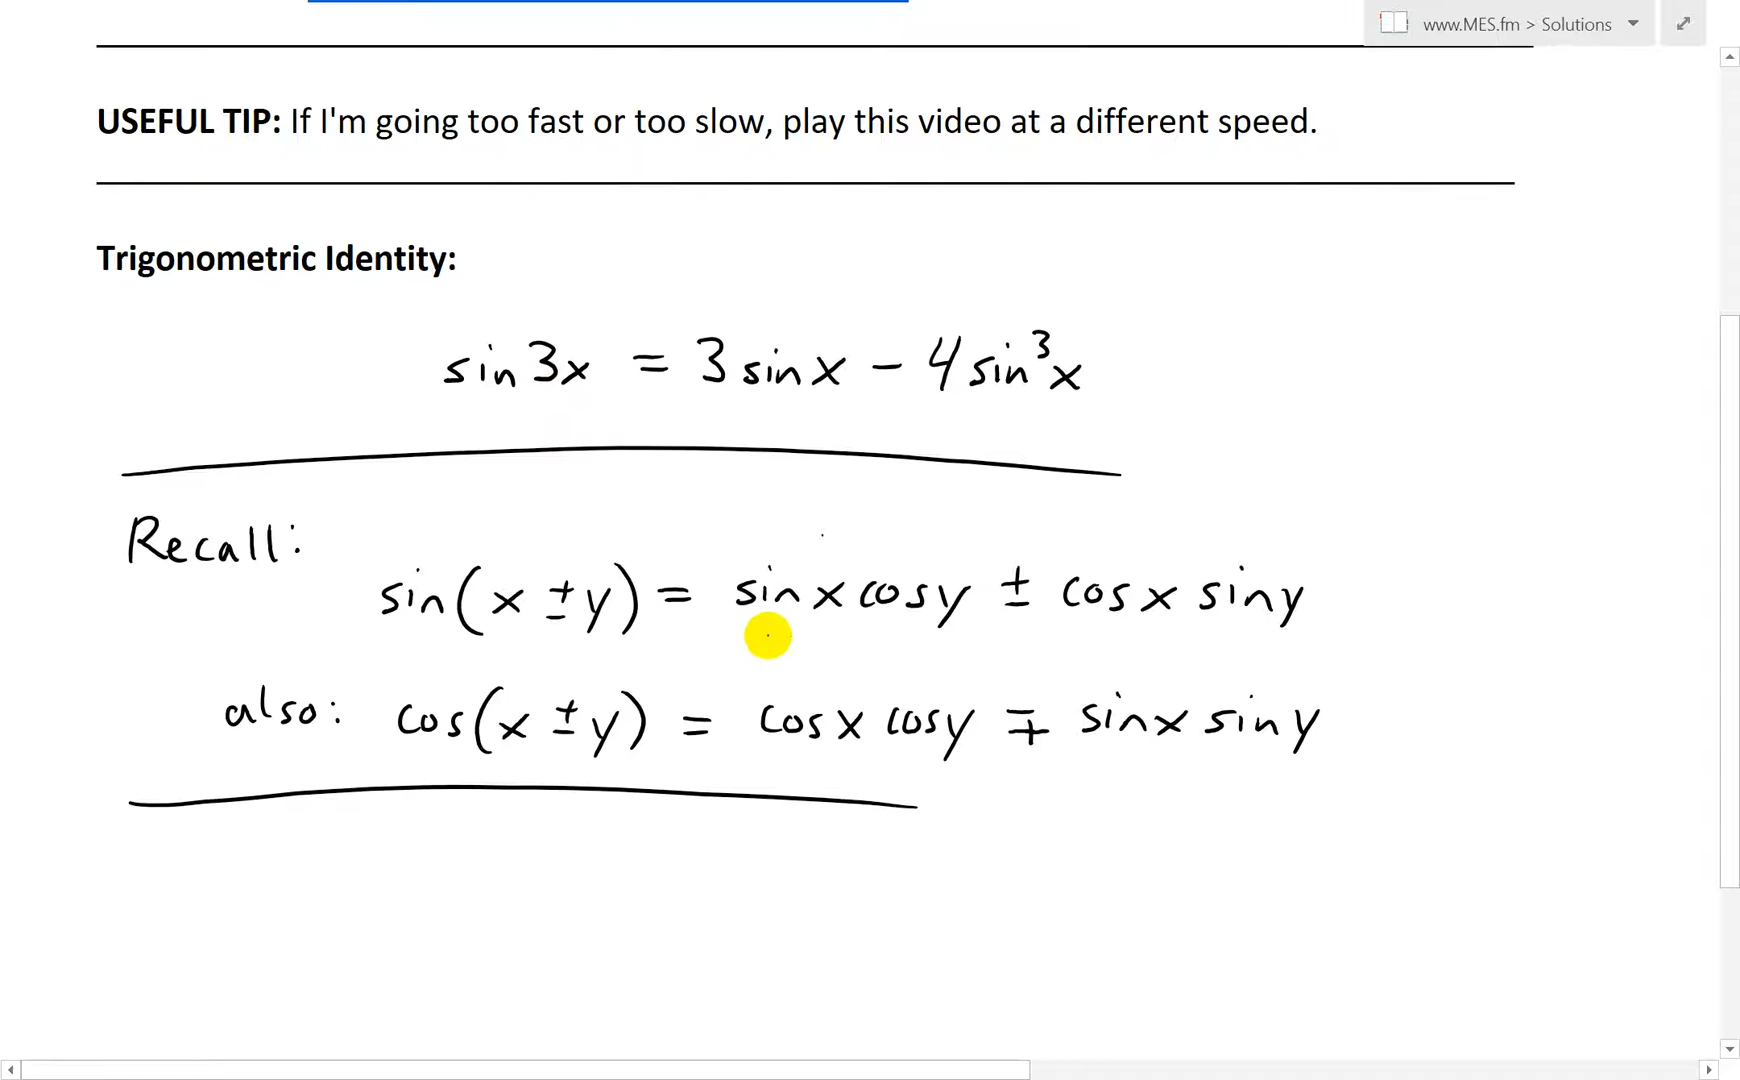 www.MES.fm > Solutions
USEFUL TIP: If I'm going too fast or too slow, play this video at a different speed.
Trigonometric Identity:
sin 3x = 3 sin x − 4 sin³ x
Recall:
sin(x ± y) = sin x cos y ± cos x sin y
also: cos(x ± y) = cos x cos y ∓ sin x sin y